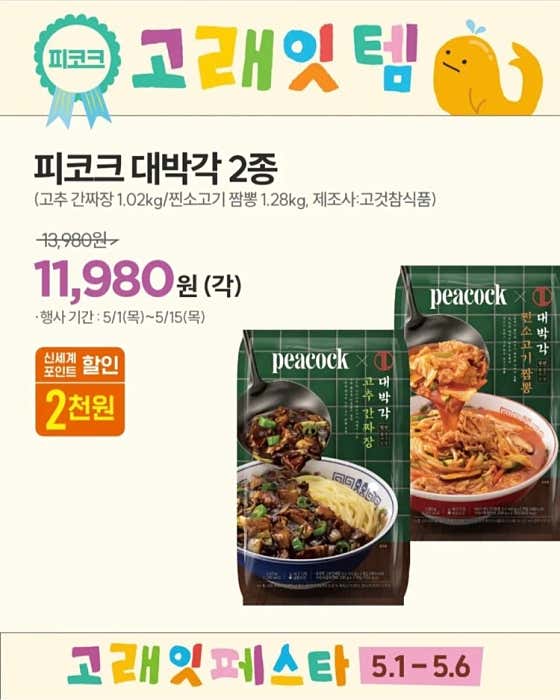 피코크
고래잇템
피코크 대박각 2종
(고추 간짜장 1.02kg/찐소고기 짬뽕 1.28kg, 제조사:고것참식품)
13,980원
11,980원 (각)
·행사 기간 : 5/1(목)~5/15(목)
신세계
포인트 할인
2천원
peacock ×
대박각
찐소고기 짬뽕
peacock ×
대박각
고추 간짜장
고래잇페스타 5.1 – 5.6